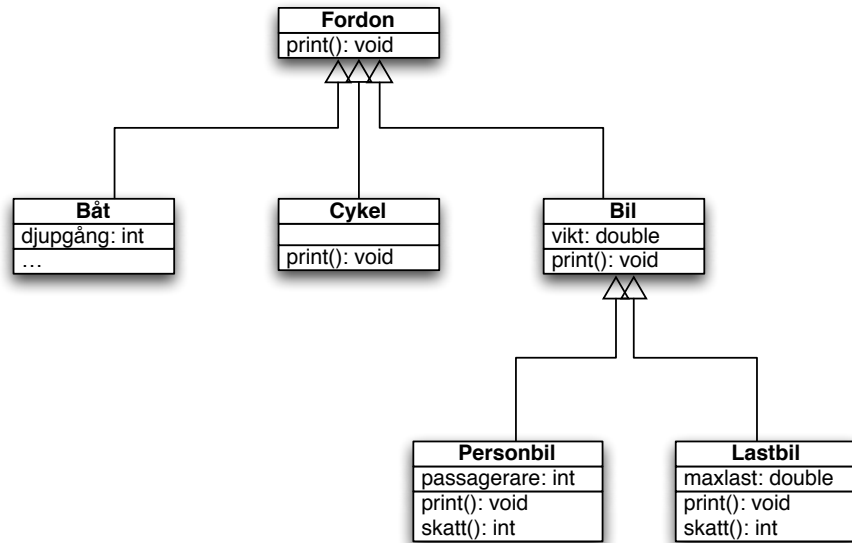 Fordon
print(): void
Båt
djupgång: int
...
Cykel
print(): void
Bil
vikt: double
print(): void
Personbil
passagerare: int
print(): void
skatt(): int
Lastbil
maxlast: double
print(): void
skatt(): int